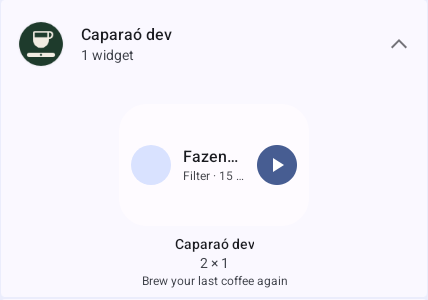 Caparaó dev
1 widget
Fazen...
Filter · 15 ...
Caparaó dev
2 × 1
Brew your last coffee again